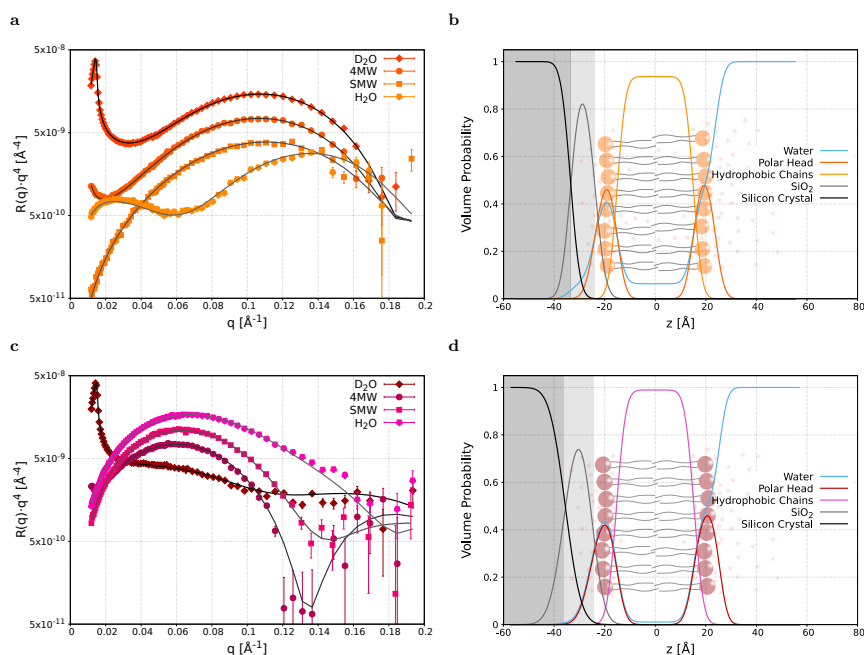 a
R(q)·q⁴ [Å-⁴]
5x10-⁸
5x10-⁹
5x10-¹⁰
5x10-¹¹
D₂O
4MW
SMW
H₂O
0 0.02 0.04 0.06 0.08 0.1 0.12 0.14 0.16 0.18 0.2
q [Å-¹]
b
Volume Probability
1
0.8
0.6
0.4
0.2
0
Water
Polar Head
Hydrophobic Chains
SiO₂
Silicon Crystal
-60 -40 -20 0 20 40 60 80
z [Å]
c
R(q)·q⁴ [Å-⁴]
5x10-⁸
5x10-⁹
5x10-¹⁰
5x10-¹¹
D₂O
4MW
SMW
H₂O
0 0.02 0.04 0.06 0.08 0.1 0.12 0.14 0.16 0.18 0.2
q [Å-¹]
d
Volume Probability
1
0.8
0.6
0.4
0.2
0
Water
Polar Head
Hydrophobic Chains
SiO₂
Silicon Crystal
-60 -40 -20 0 20 40 60 80
z [Å]